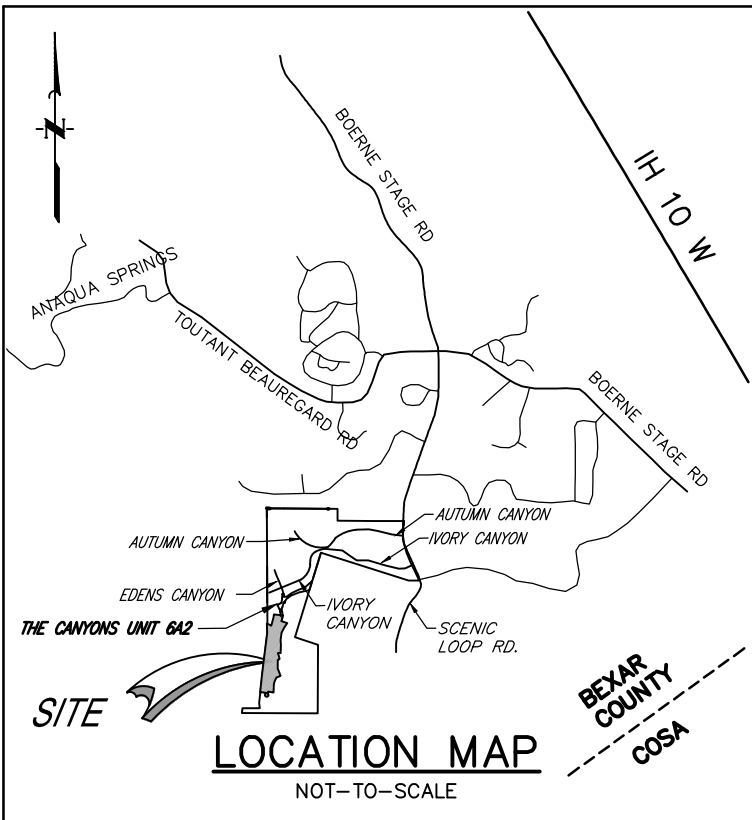 N
BOERNE STAGE RD
IH 10 W
ANAQUA SPRINGS
TOUTANT BEAUREGARD RD
BOERNE STAGE RD
AUTUMN CANYON
AUTUMN CANYON
IVORY CANYON
EDENS CANYON
IVORY
CANYON
THE CANYONS UNIT 6A2
SCENIC
LOOP RD.
SITE
BEXAR
COUNTY
COSA
LOCATION MAP
NOT-TO-SCALE